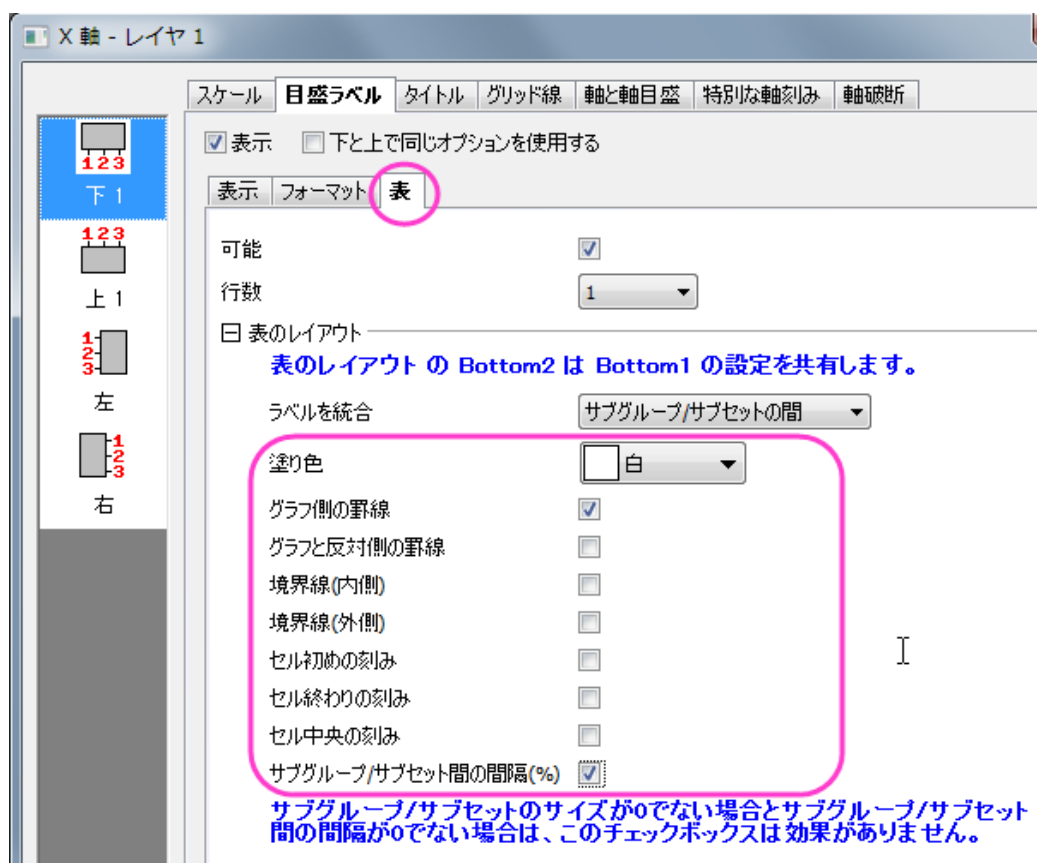 X 軸 - レイヤ 1
スケール 目盛ラベル タイトル グリッド線 軸と軸目盛 特別な軸刻み 軸破断
表示 下と上で同じオプションを使用する
表示 フォーマット 表
123
下 1
123
上 1
1
2
3
左
1
2
3
右
可能
行数 1
表のレイアウト
表のレイアウト の Bottom2 は Bottom1 の設定を共有します。
ラベルを統合 サブグループ/サブセットの間
塗り色 白
グラフ側の罫線
グラフと反対側の罫線
境界線(内側)
境界線(外側)
セル初めの刻み
セル終わりの刻み
セル中央の刻み
サブグループ/サブセット間の間隔(%)
サブグループ/サブセットのサイズが0でない場合とサブグループ/サブセット
間の間隔が0でない場合は、このチェックボックスは効果がありません。